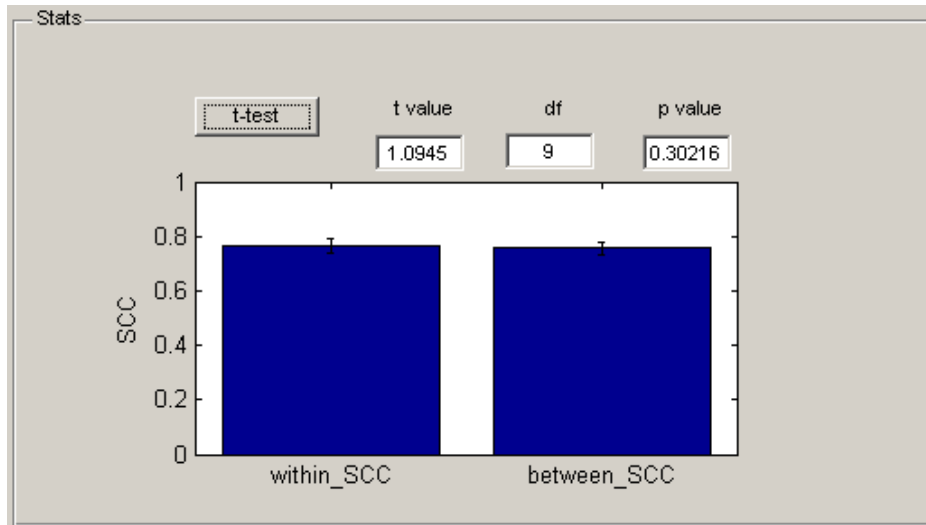 Stats
t-test
t value
df
p value
1.0945
9
0.30216
1
0.8
0.6
0.4
0.2
0
SCC
within_SCC
between_SCC